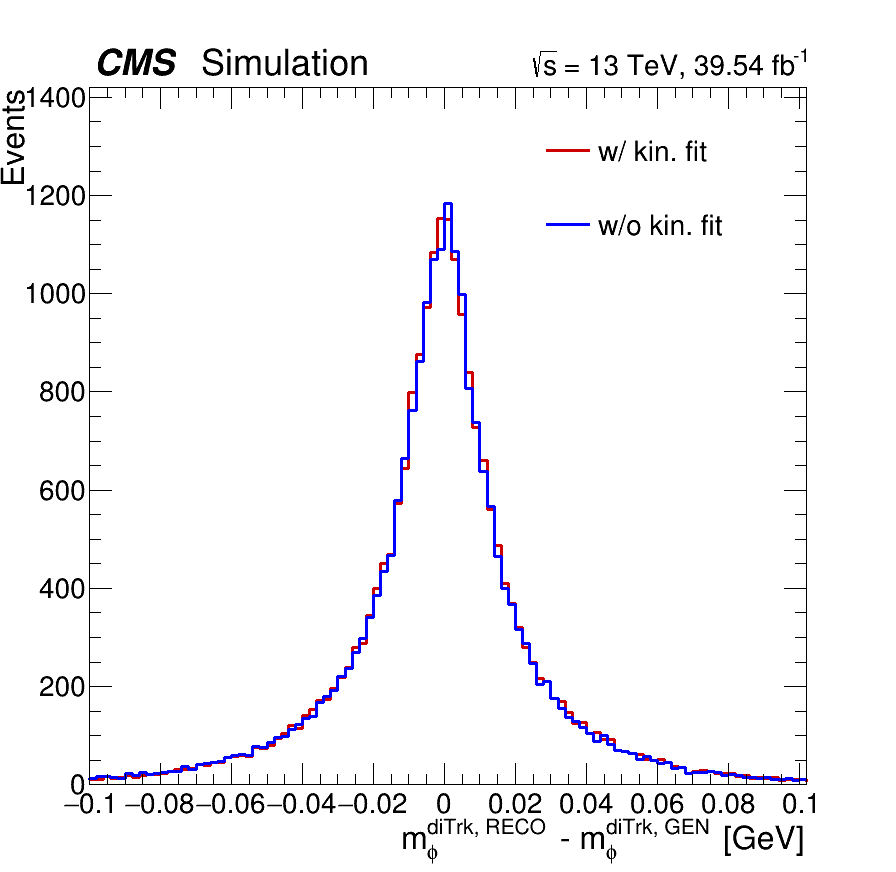 CMS Simulation √s = 13 TeV, 39.54 fb⁻¹
Events
1400
w/ kin. fit
1200
w/o kin. fit
1000
800
600
400
200
0
−0.1 −0.08 −0.06 −0.04 −0.02 0 0.02 0.04 0.06 0.08 0.1
m_ϕ^{diTrk, RECO} - m_ϕ^{diTrk, GEN} [GeV]